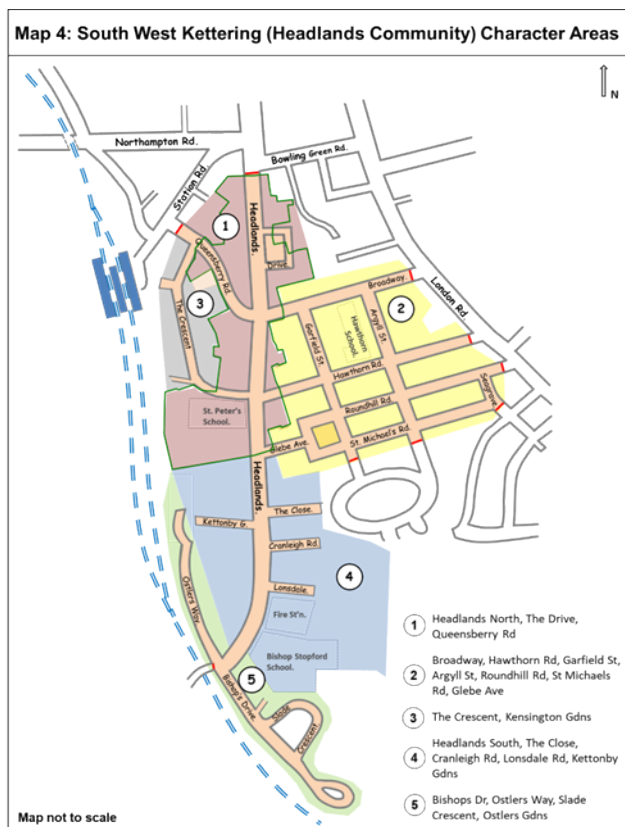 Map 4: South West Kettering (Headlands Community) Character Areas
N
Northampton Rd.
Bowling Green Rd.
Station Rd.
Headlands.
1
Queensberry Rd.
Drive.
London Rd.
Broadway.
2
3
The Crescent
Garfield St.
Hawthorn
School.
Argyll St.
Hawthorn Rd.
Seagrave.
St. Peter's
School.
Roundhill Rd.
St. Michael's Rd.
Glebe Ave.
Headlands.
Kettonby G.
The Close.
Cranleigh Rd.
4
Ostlers Way.
Lonsdale.
Fire St'n.
Bishop Stopford
School.
5
Bishop's Drive.
Slade
Crescent
1 Headlands North, The Drive,
Queensberry Rd
2 Broadway, Hawthorn Rd, Garfield St,
Argyll St, Roundhill Rd, St Michaels
Rd, Glebe Ave
3 The Crescent, Kensington Gdns
4 Headlands South, The Close,
Cranleigh Rd, Lonsdale Rd, Kettonby
Gdns
5 Bishops Dr, Ostlers Way, Slade
Crescent, Ostlers Gdns
Map not to scale